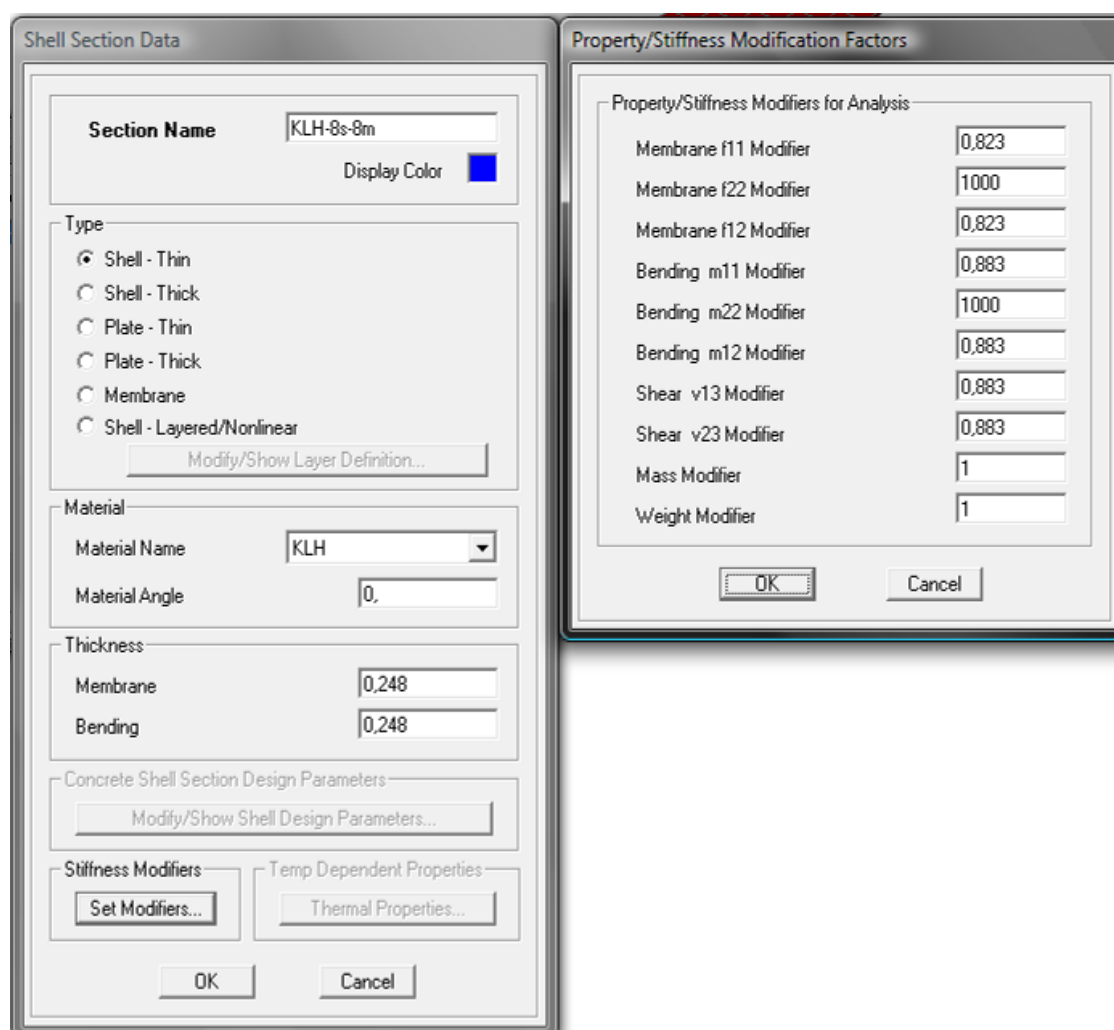 Shell Section Data
Section Name KLH-8s-8m
Display Color
Type
Shell - Thin
Shell - Thick
Plate - Thin
Plate - Thick
Membrane
Shell - Layered/Nonlinear
Modify/Show Layer Definition...
Material
Material Name KLH
Material Angle 0,
Thickness
Membrane 0,248
Bending 0,248
Concrete Shell Section Design Parameters
Modify/Show Shell Design Parameters...
Stiffness Modifiers Temp Dependent Properties
Set Modifiers... Thermal Properties...
OK Cancel
Property/Stiffness Modification Factors
Property/Stiffness Modifiers for Analysis
Membrane f11 Modifier 0,823
Membrane f22 Modifier 1000
Membrane f12 Modifier 0,823
Bending m11 Modifier 0,883
Bending m22 Modifier 1000
Bending m12 Modifier 0,883
Shear v13 Modifier 0,883
Shear v23 Modifier 0,883
Mass Modifier 1
Weight Modifier 1
OK Cancel